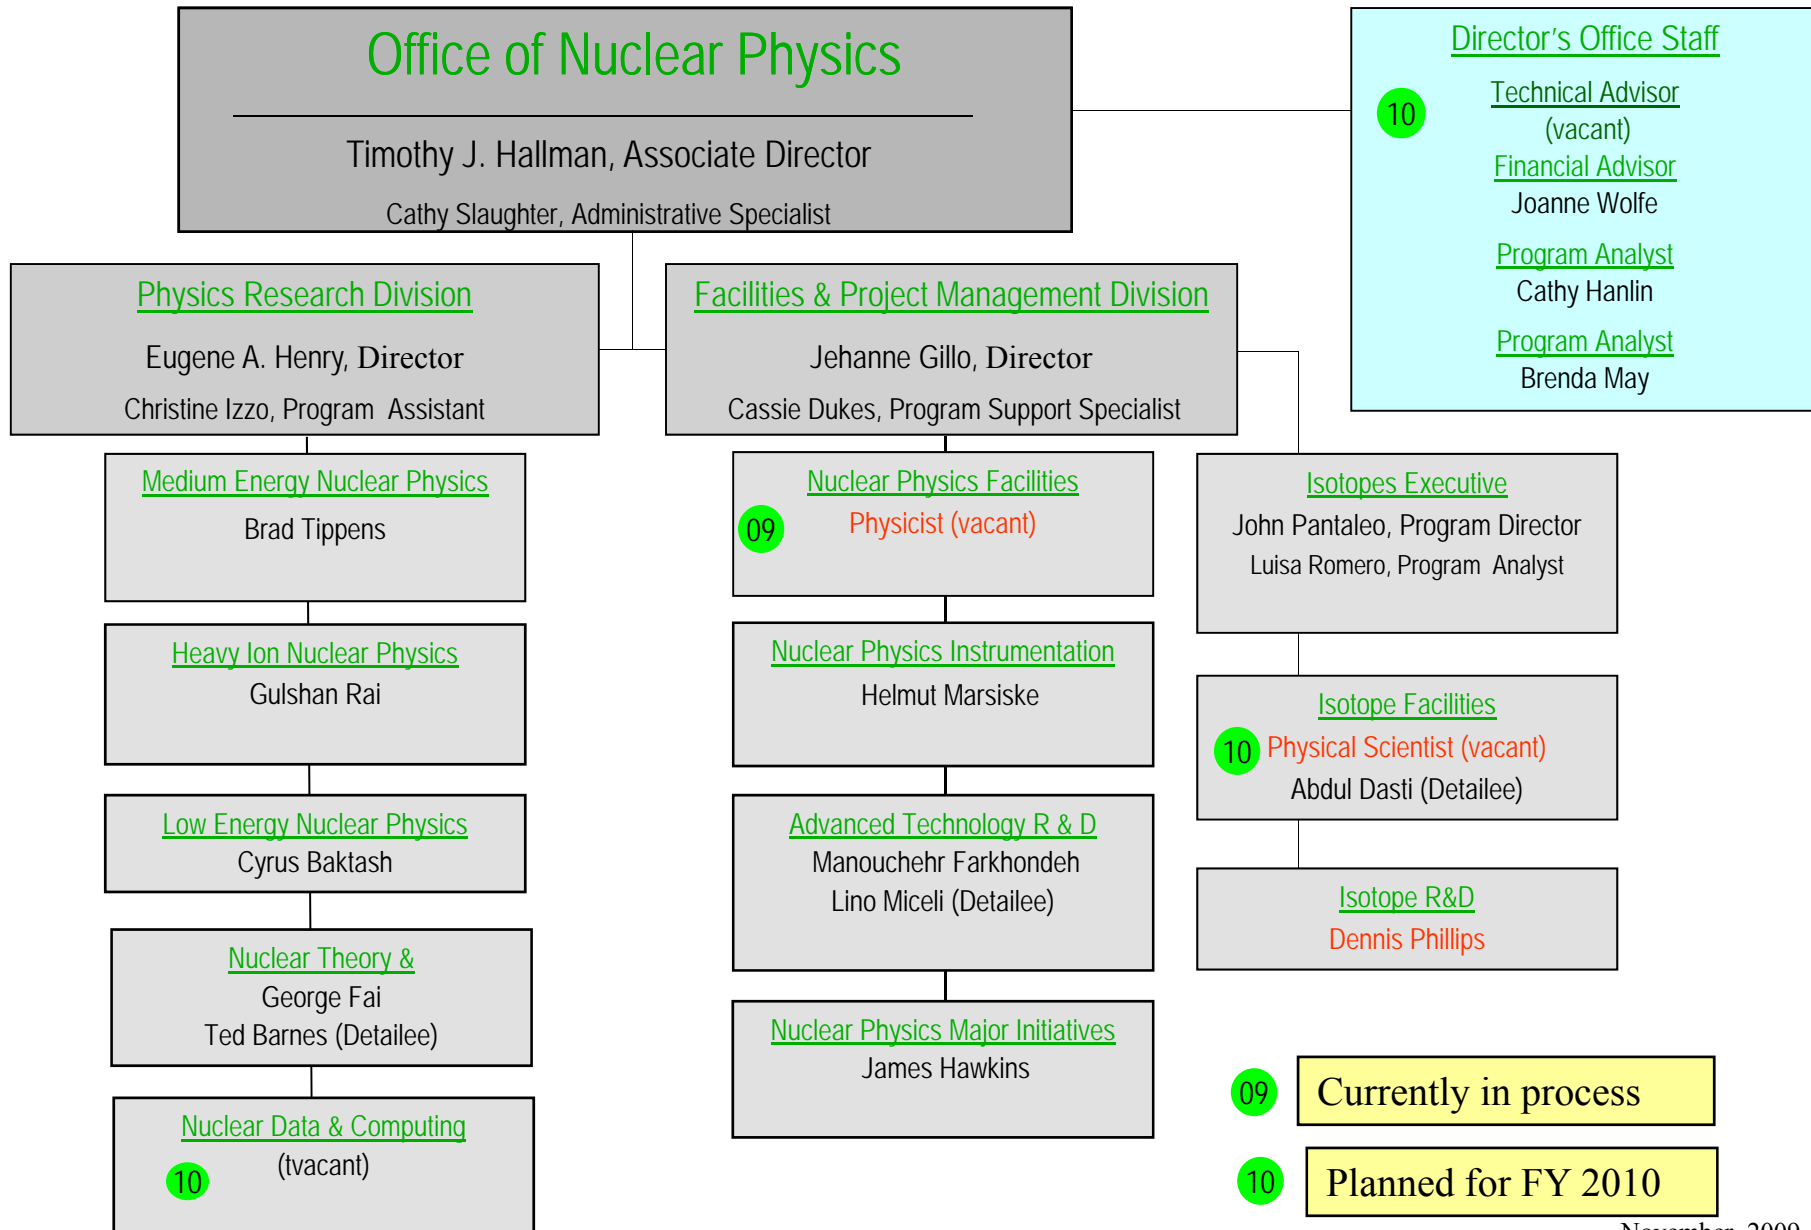 Office of Nuclear Physics
Timothy J. Hallman, Associate Director
Cathy Slaughter, Administrative Specialist
Director's Office Staff
10
Technical Advisor
(vacant)
Financial Advisor
Joanne Wolfe
Program Analyst
Cathy Hanlin
Program Analyst
Brenda May
Physics Research Division
Eugene A. Henry, Director
Christine Izzo, Program Assistant
Facilities & Project Management Division
Jehanne Gillo, Director
Cassie Dukes, Program Support Specialist
Medium Energy Nuclear Physics
Brad Tippens
Heavy Ion Nuclear Physics
Gulshan Rai
Low Energy Nuclear Physics
Cyrus Baktash
Nuclear Theory &
George Fai
Ted Barnes (Detailee)
Nuclear Data & Computing
(tvacant)
10
Nuclear Physics Facilities
09 Physicist (vacant)
Nuclear Physics Instrumentation
Helmut Marsiske
Advanced Technology R & D
Manouchehr Farkhondeh
Lino Miceli (Detailee)
Nuclear Physics Major Initiatives
James Hawkins
Isotopes Executive
John Pantaleo, Program Director
Luisa Romero, Program Analyst
Isotope Facilities
10 Physical Scientist (vacant)
Abdul Dasti (Detailee)
Isotope R&D
Dennis Phillips
09 Currently in process
10 Planned for FY 2010
November 2009